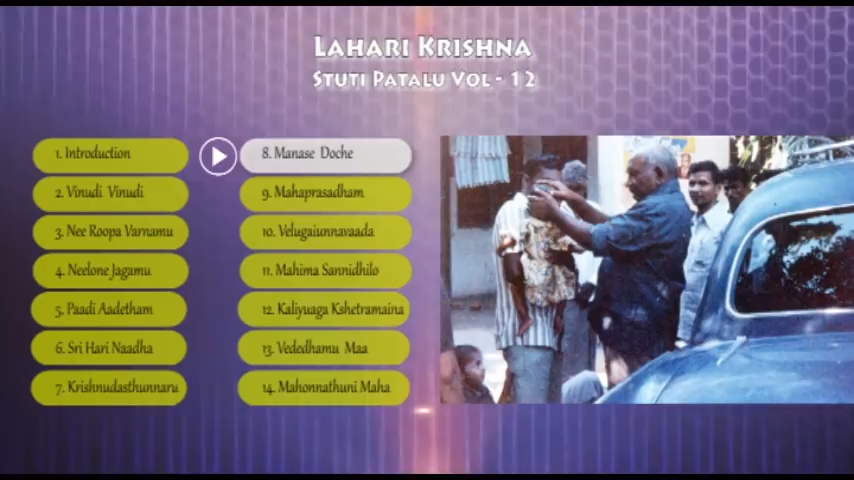 Lahari Krishna
Stuti Patalu Vol - 12
1. Introduction
2. Vinudi Vinudi
3. Nee Roopa Varnamu
4. Neelone Jagamu
5. Paadi Aadetham
6. Sri Hari Naadha
7. Krishnudasthunnaru
8. Manase Doche
9. Mahaprasadham
10. Velugaiunnavaada
11. Mahima Sannidhilo
12. Kaliyuaga Kshetramaina
13. Vededhamu Maa
14. Mahonnathuni Maha